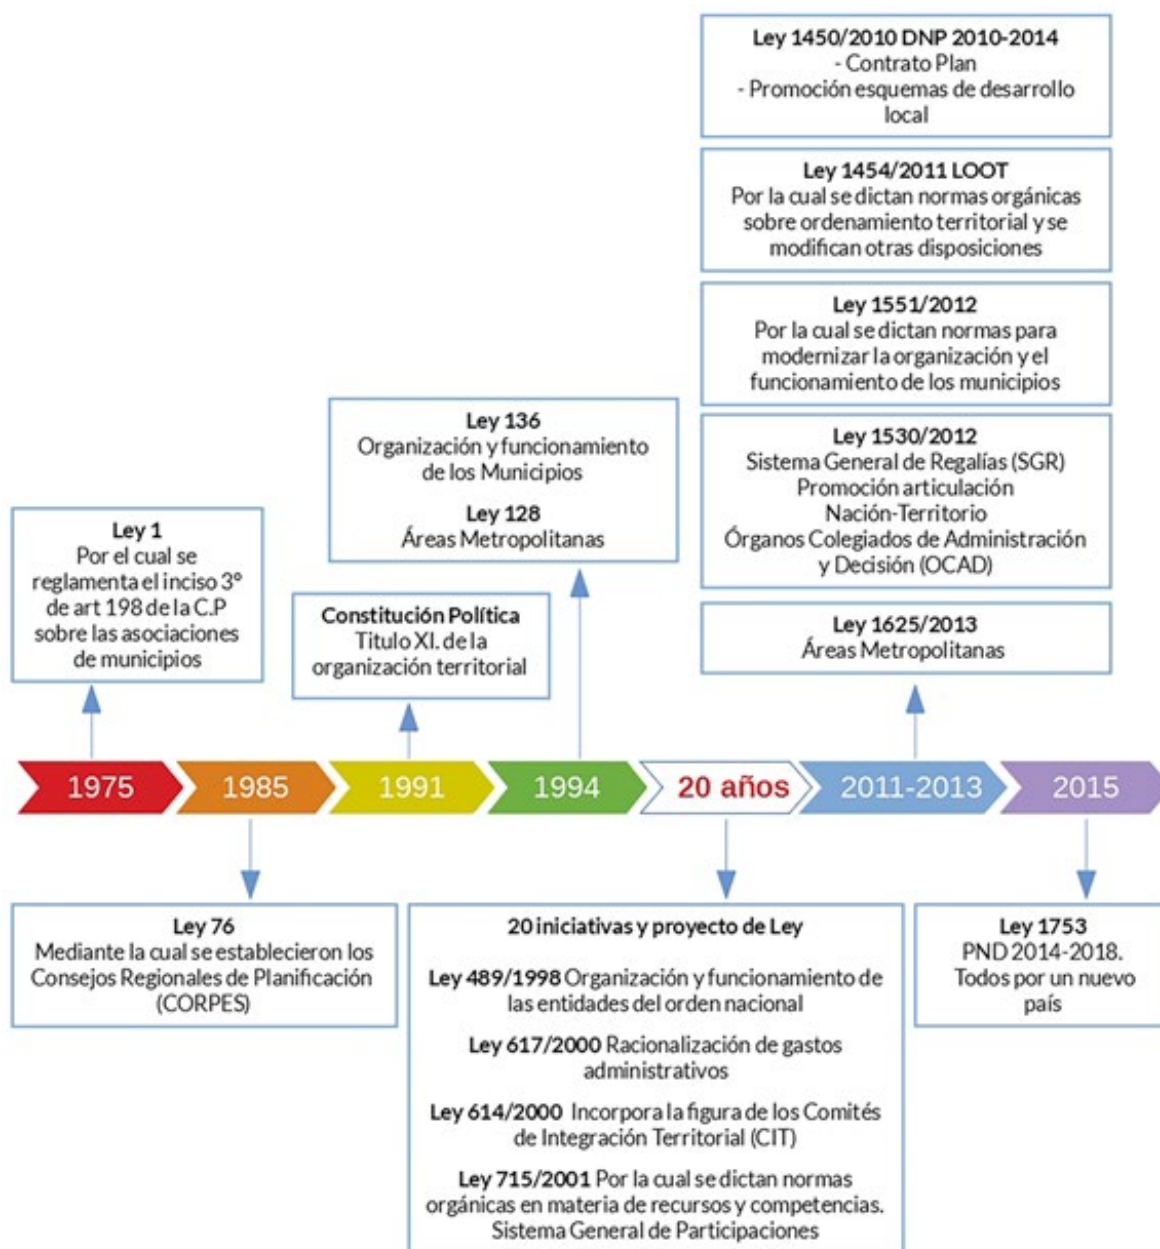 Ley 1450/2010 DNP 2010-2014
- Contrato Plan
- Promoción esquemas de desarrollo
local
Ley 1454/2011 LOOT
Por la cual se dictan normas orgánicas
sobre ordenamiento territorial y se
modifican otras disposiciones
Ley 1551/2012
Por la cual se dictan normas para
modernizar la organización y el
funcionamiento de los municipios
Ley 136
Organización y funcionamiento
de los Municipios
Ley 128
Áreas Metropolitanas
Ley 1530/2012
Sistema General de Regalías (SGR)
Promoción articulación
Nación-Territorio
Órganos Colegiados de Administración
y Decisión (OCAD)
Ley 1
Por el cual se
reglamenta el inciso 3º
de art 198 de la C.P
sobre las asociaciones
de municipios
Constitución Política
Titulo XI. de la
organización territorial
Ley 1625/2013
Áreas Metropolitanas
1975
1985
1991
1994
20 años
2011-2013
2015
Ley 76
Mediante la cual se establecieron los
Consejos Regionales de Planificación
(CORPES)
20 iniciativas y proyecto de Ley
Ley 489/1998 Organización y funcionamiento de
las entidades del orden nacional
Ley 617/2000 Racionalización de gastos
administrativos
Ley 614/2000 Incorpora la figura de los Comités
de Integración Territorial (CIT)
Ley 715/2001 Por la cual se dictan normas
orgánicas en materia de recursos y competencias.
Sistema General de Participaciones
Ley 1753
PND 2014-2018.
Todos por un nuevo
país